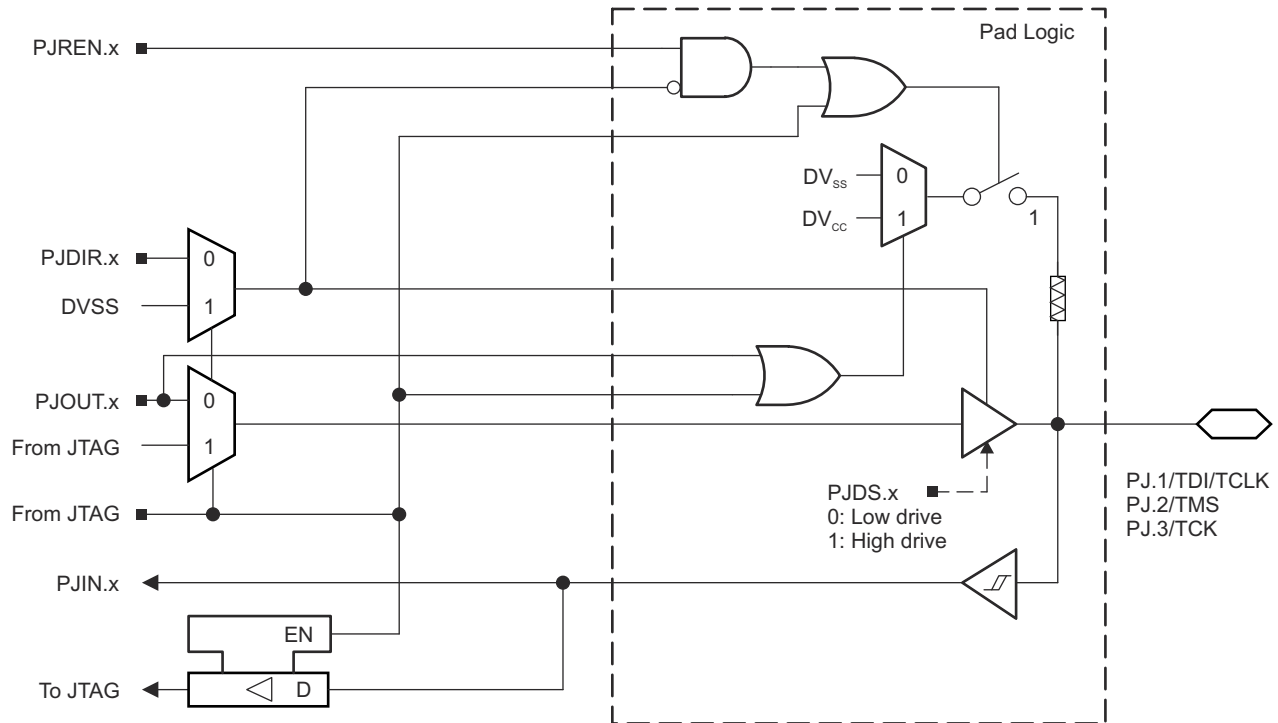 Pad Logic
PJREN.x
DVSS
0
DVCC
1
1
PJDIR.x
0
DVSS
1
PJOUT.x
0
From JTAG
1
From JTAG
PJDS.x
0: Low drive
1: High drive
PJ.1/TDI/TCLK
PJ.2/TMS
PJ.3/TCK
PJIN.x
EN
To JTAG
D